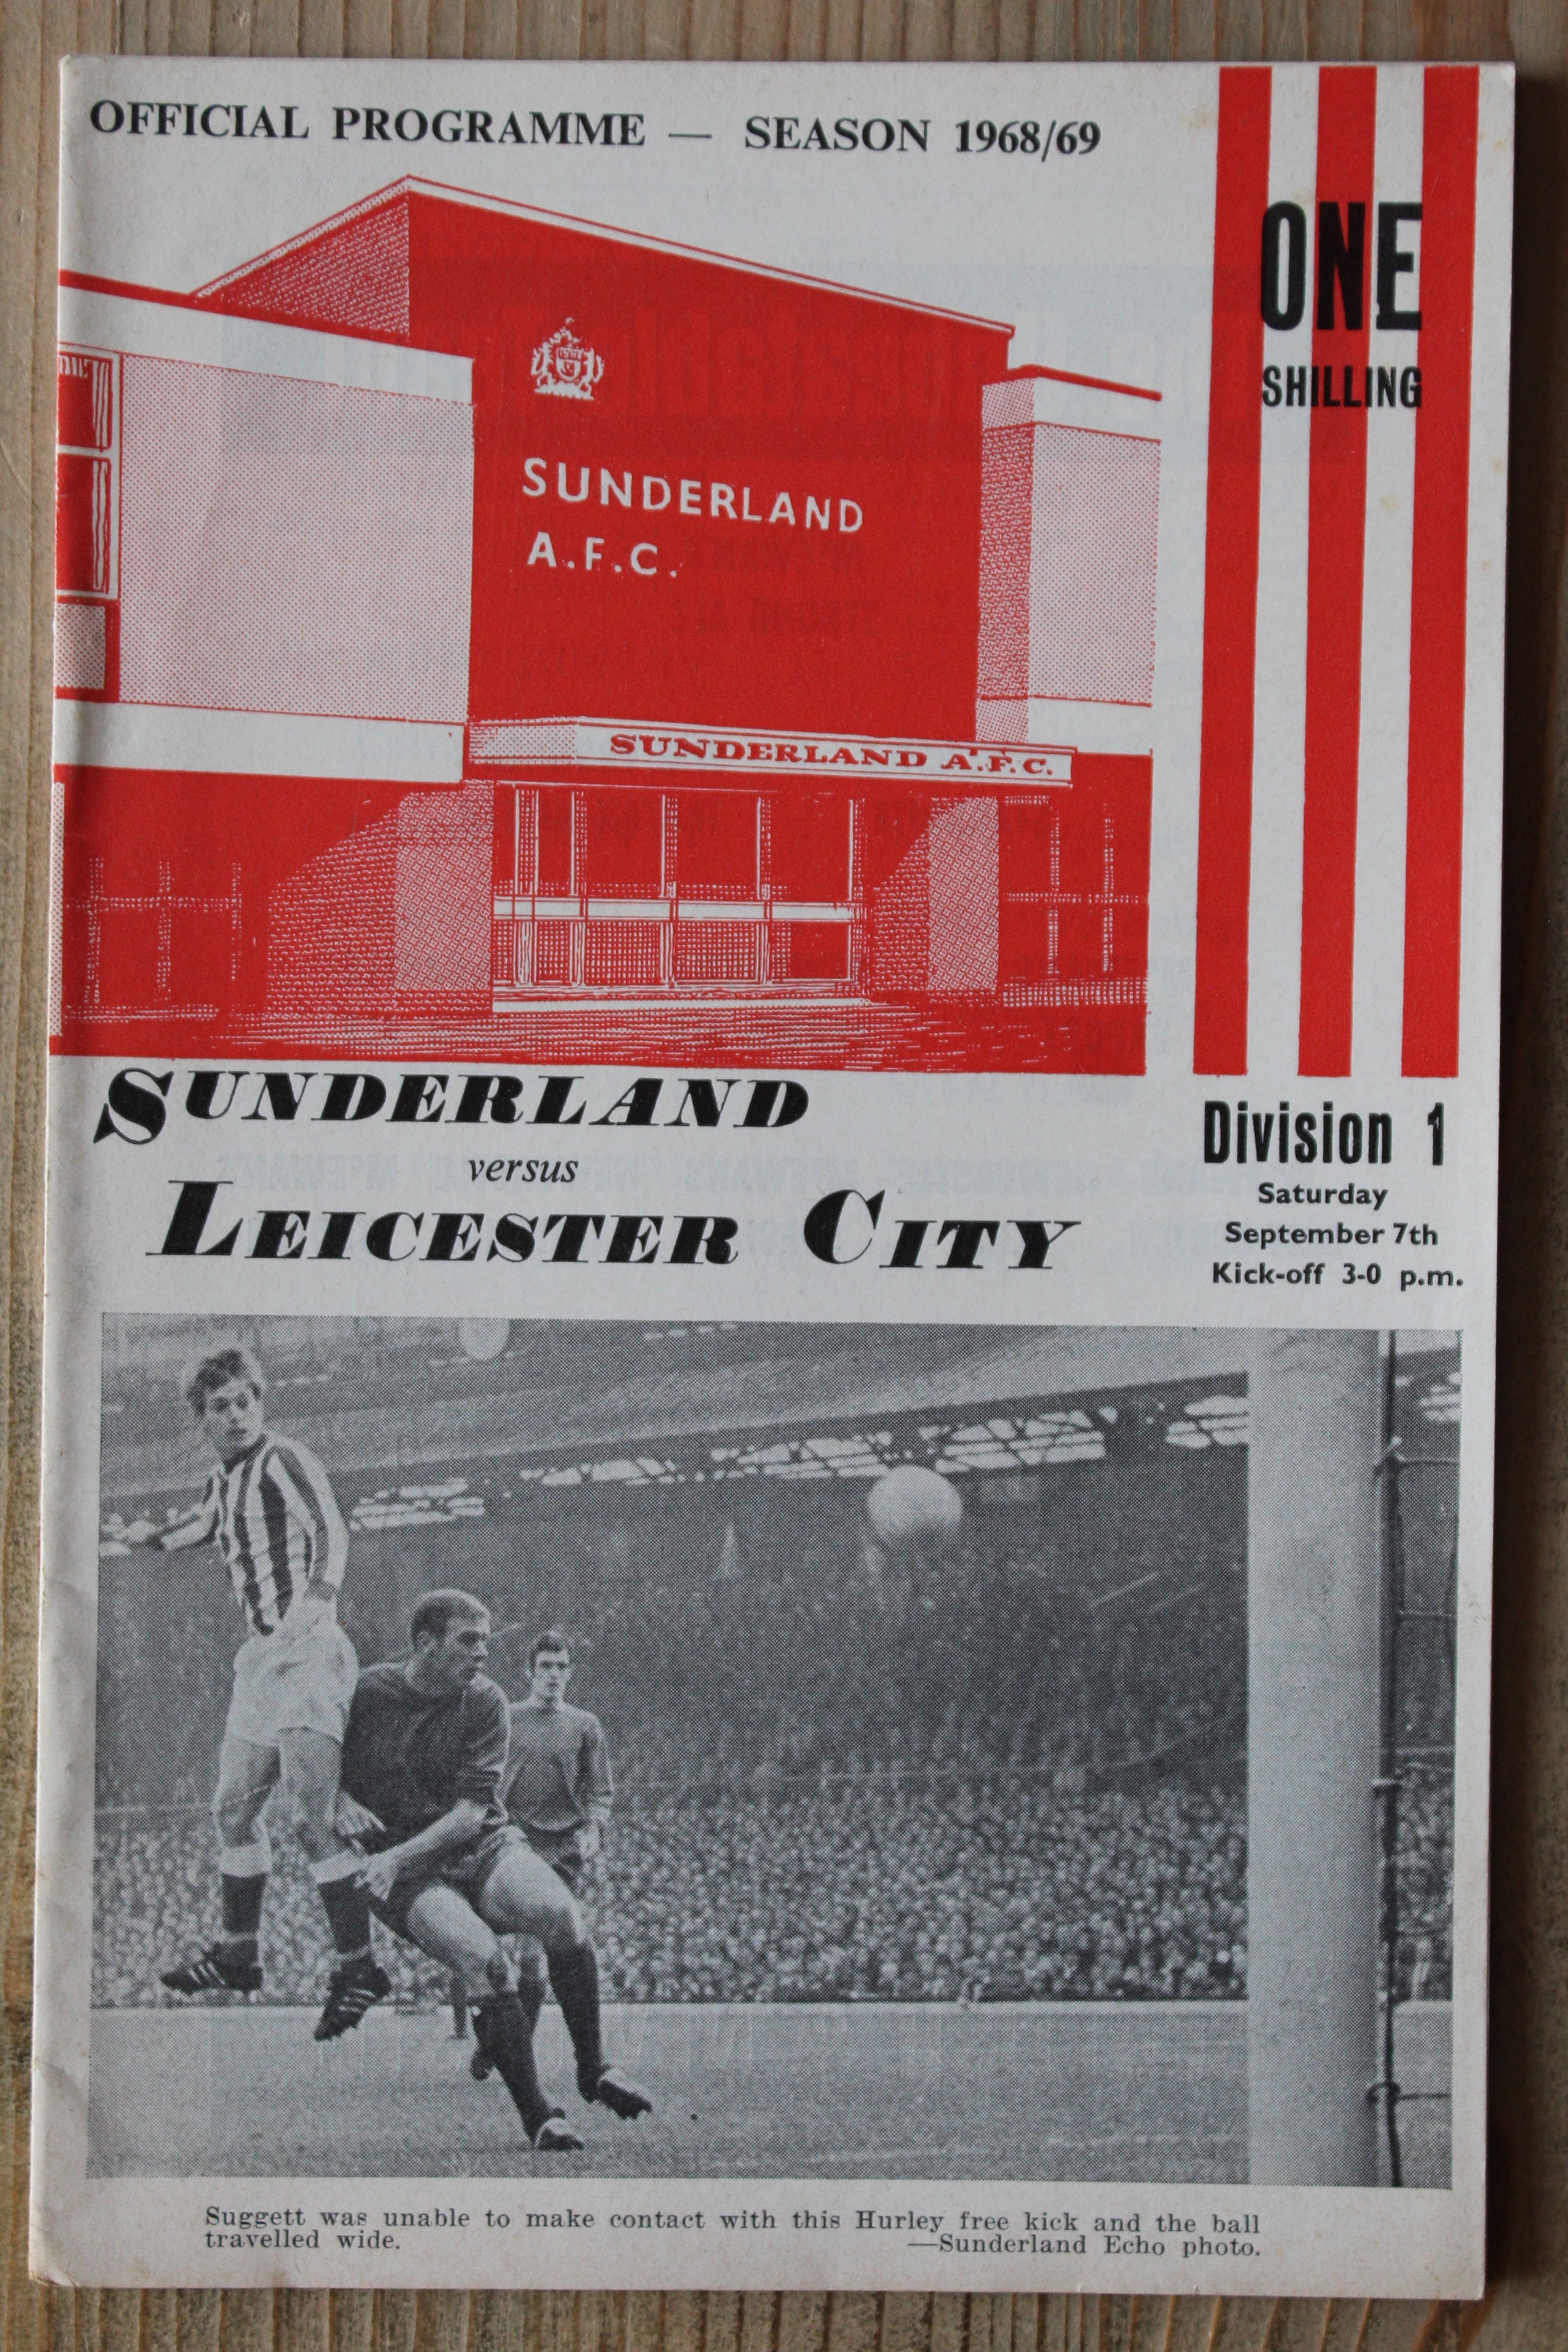 OFFICIAL PROGRAMME — SEASON 1968/69
ONE
SHILLING
SUNDERLAND
A.F.C.
SUNDERLAND A.F.C.
SUNDERLAND
versus
LEICESTER CITY
Division 1
Saturday
September 7th
Kick-off 3-0 p.m.
Suggett was unable to make contact with this Hurley free kick and the ball
travelled wide. —Sunderland Echo photo.